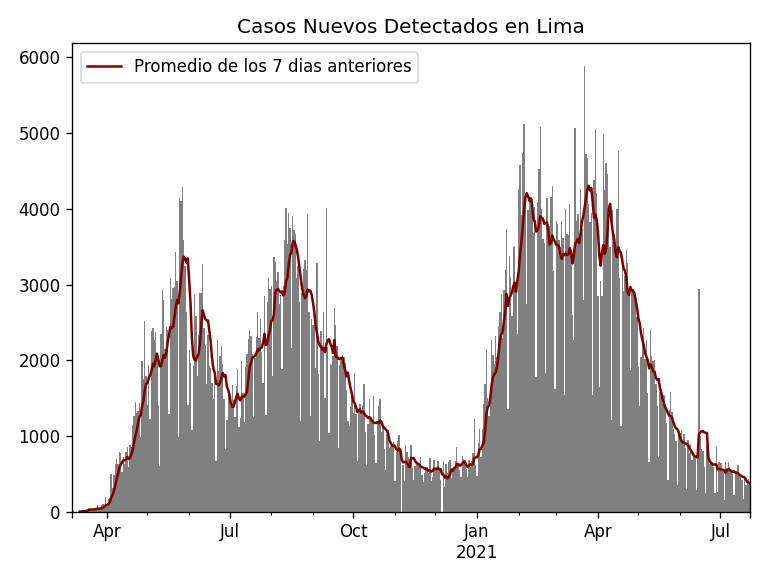 Casos Nuevos Detectados en Lima
Promedio de los 7 dias anteriores
6000
5000
4000
3000
2000
1000
0
Apr Jul Oct Jan Apr Jul
2021